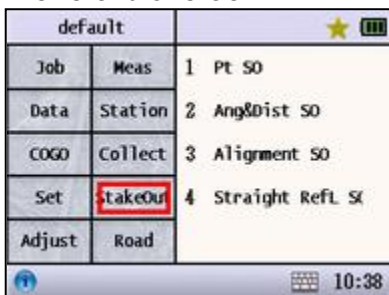 default
Job Meas 1 Pt SO
Data Station 2 Ang&Dist SO
COGO Collect 3 Alignment SO
Set StakeOut 4 Straight RefL SO
Adjust Road
10:38